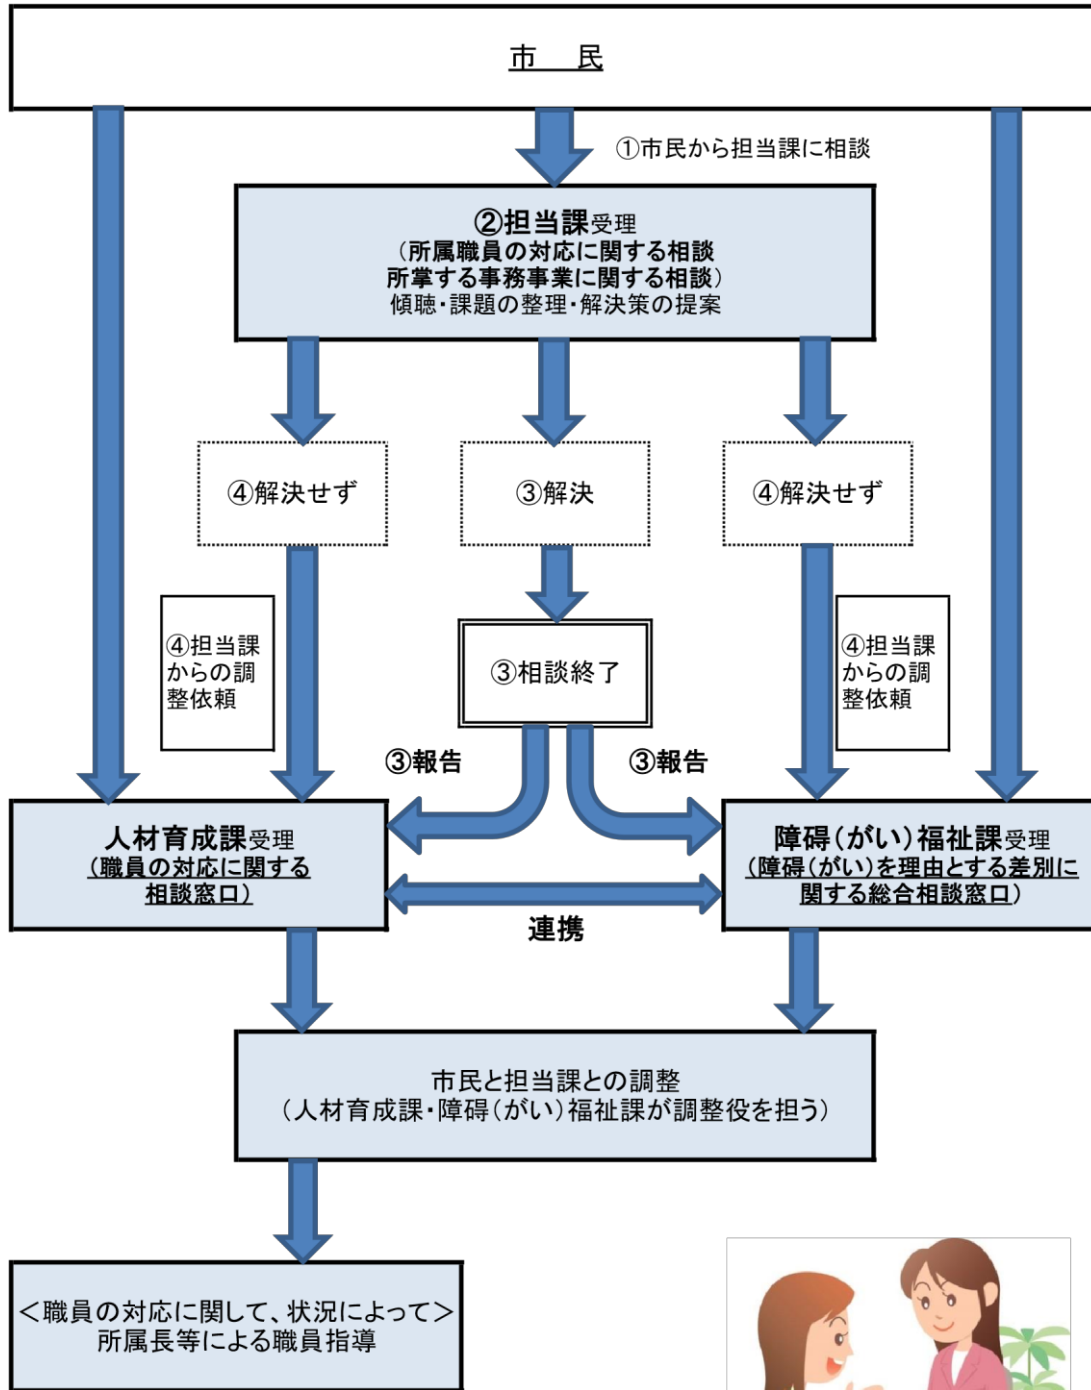 市　民
①市民から担当課に相談
②担当課受理
（所属職員の対応に関する相談
所掌する事務事業に関する相談）
傾聴・課題の整理・解決策の提案
④解決せず
③解決
④解決せず
④担当課
からの調
整依頼
③相談終了
④担当課
からの調
整依頼
③報告
③報告
人材育成課受理
（職員の対応に関する
相談窓口）
障碍（がい）福祉課受理
（障碍（がい）を理由とする差別に
関する総合相談窓口）
連携
市民と担当課との調整
（人材育成課・障碍（がい）福祉課が調整役を担う）
＜職員の対応に関して、状況によって＞
所属長等による職員指導